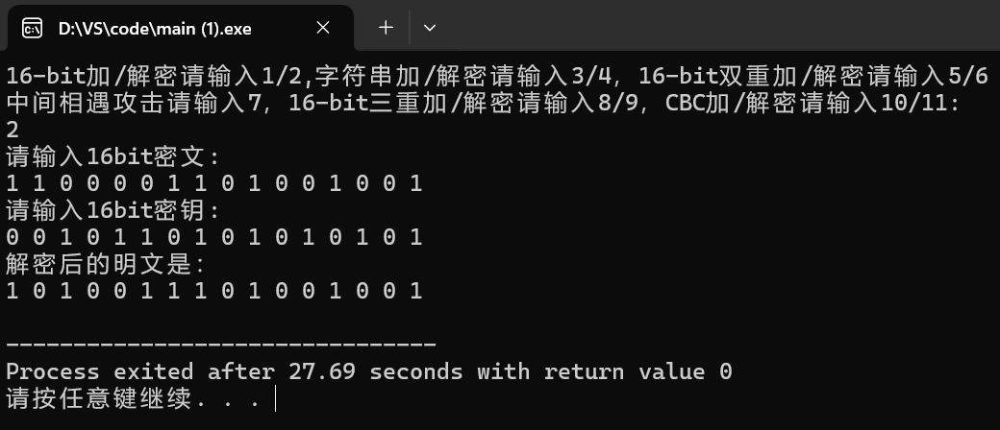 D:\VS\code\main (1).exe
16-bit加/解密请输入1/2,字符串加/解密请输入3/4，16-bit双重加/解密请输入5/6
中间相遇攻击请输入7，16-bit三重加/解密请输入8/9，CBC加/解密请输入10/11：
2
请输入16bit密文：
1 1 0 0 0 0 1 1 0 1 0 0 1 0 0 1
请输入16bit密钥：
0 0 1 0 1 1 0 1 0 1 0 1 0 1 0 1
解密后的明文是：
1 0 1 0 0 1 1 1 0 1 0 0 1 0 0 1
--------------------------------
Process exited after 27.69 seconds with return value 0
请按任意键继续. . .